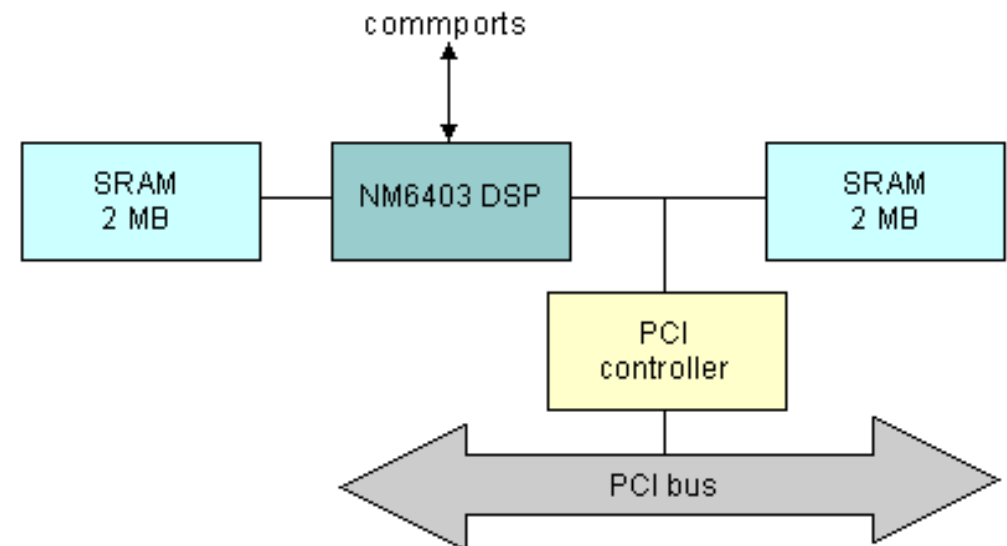 commports
SRAM
2 MB
NM6403 DSP
SRAM
2 MB
PCI
controller
PCI bus